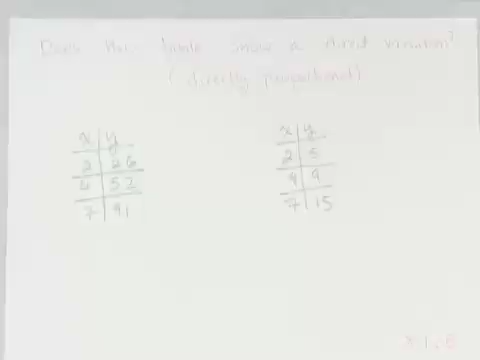 Does the table show a direct variation?
(directly proportional)
x y
2 26
4 52
7 91
x y
2 5
9
7 15